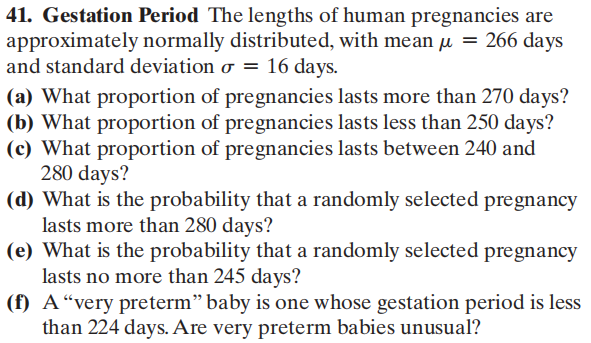 41. Gestation Period The lengths of human pregnancies are
approximately normally distributed, with mean μ = 266 days
and standard deviation σ = 16 days.
(a) What proportion of pregnancies lasts more than 270 days?
(b) What proportion of pregnancies lasts less than 250 days?
(c) What proportion of pregnancies lasts between 240 and
280 days?
(d) What is the probability that a randomly selected pregnancy
lasts more than 280 days?
(e) What is the probability that a randomly selected pregnancy
lasts no more than 245 days?
(f) A “very preterm” baby is one whose gestation period is less
than 224 days. Are very preterm babies unusual?